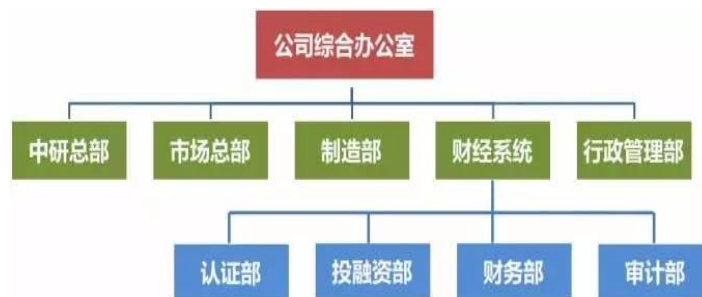 公司综合办公室
中研总部
市场总部
制造部
财经系统
行政管理部
认证部
投融资部
财务部
审计部